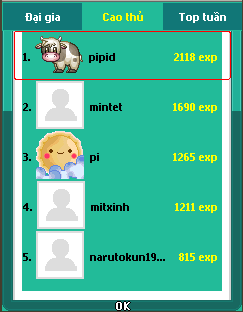 Đại gia Cao thủ Top tuần
1. pipid 2118 exp
2. mintet 1690 exp
3. pi 1265 exp
4. mitxinh 1211 exp
5. narutokun19... 815 exp
OK